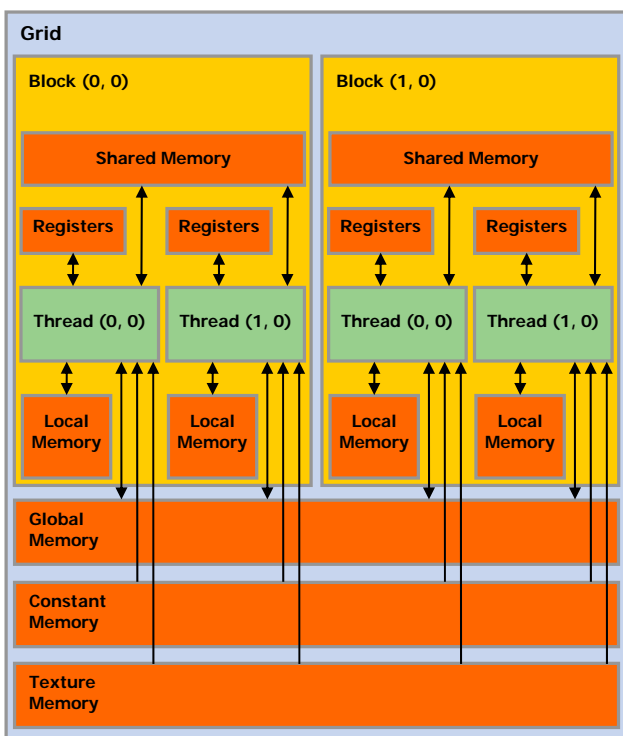 Grid
Block (0, 0)
Shared Memory
Registers
Registers
Thread (0, 0)
Thread (1, 0)
Local
Memory
Local
Memory
Block (1, 0)
Shared Memory
Registers
Registers
Thread (0, 0)
Thread (1, 0)
Local
Memory
Local
Memory
Global
Memory
Constant
Memory
Texture
Memory